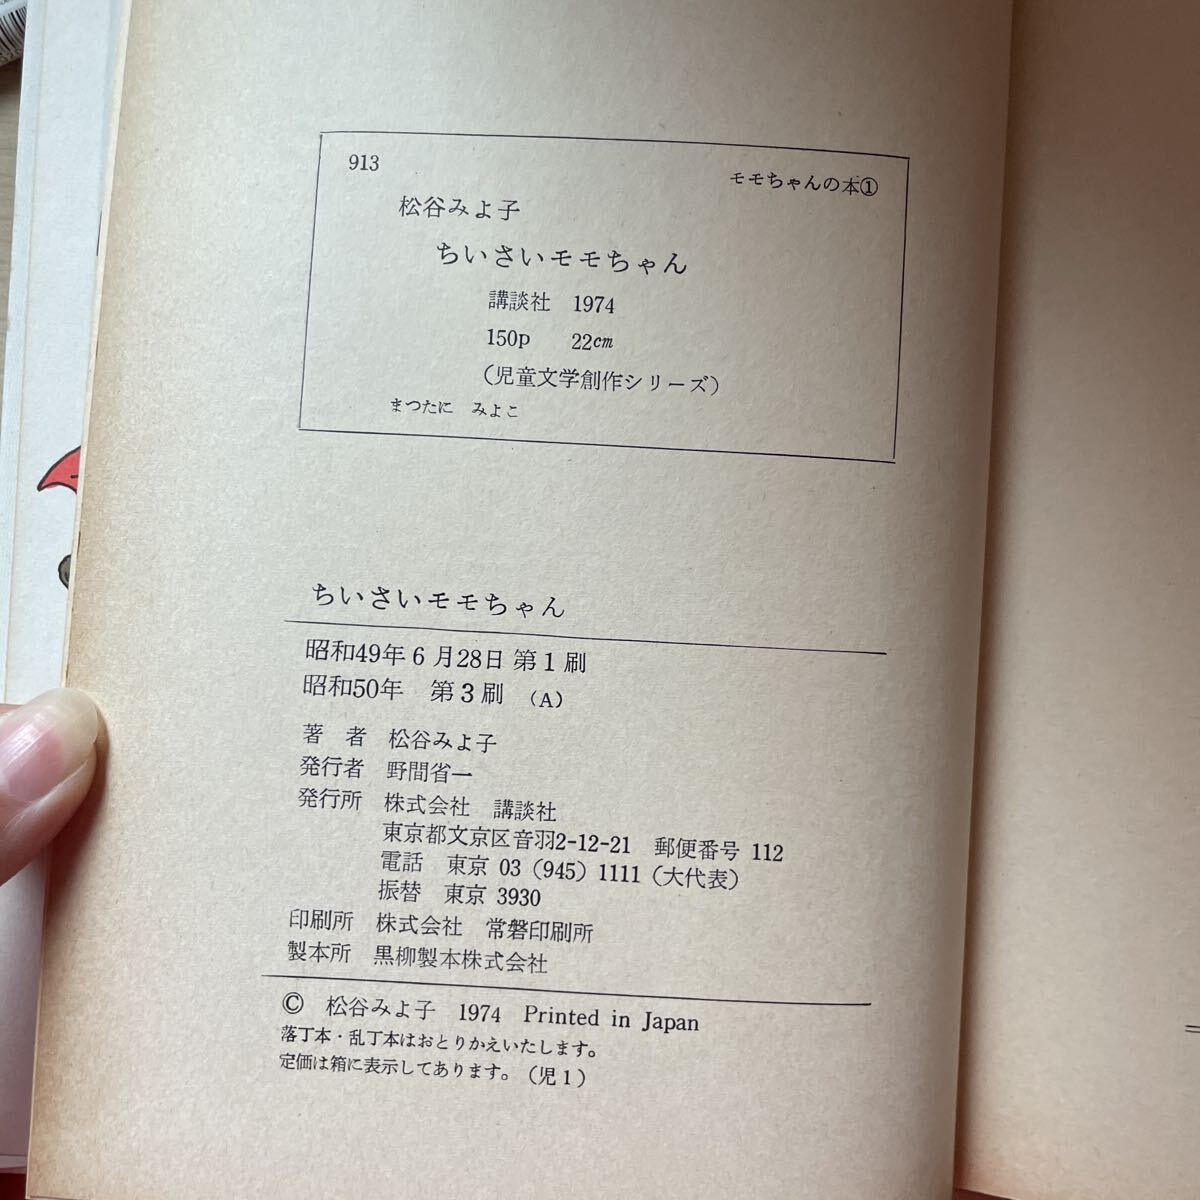 913
モモちゃんの本①
松谷みよ子
ちいさいモモちゃん
講談社 1974
150p 22cm
(児童文学創作シリーズ)
まつたに みよこ
ちいさいモモちゃん
昭和49年6月28日 第1刷
昭和50年 第3刷 (A)
著 者 松谷みよ子
発行者 野間省一
発行所 株式会社 講談社
東京都文京区音羽2-12-21 郵便番号 112
電話 東京 03 (945) 1111 (大代表)
振替 東京 3930
印刷所 株式会社 常磐印刷所
製本所 黒柳製本株式会社
© 松谷みよ子 1974 Printed in Japan
落丁本・乱丁本はおとりかえいたします。
定価は箱に表示してあります。(児1)